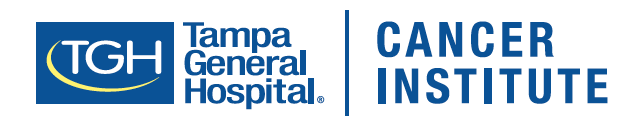 TGH
Tampa
General
Hospital®
CANCER
INSTITUTE